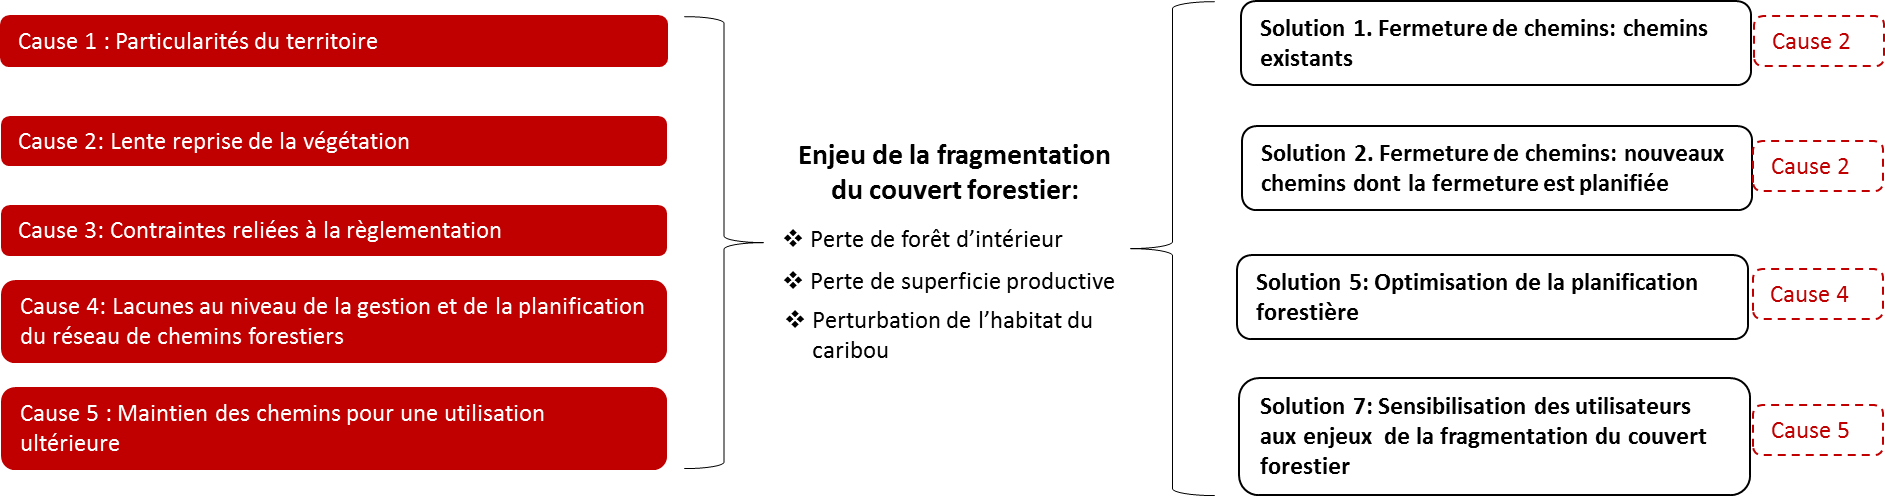 Cause 1 : Particularités du territoire
Cause 2: Lente reprise de la végétation
Cause 3: Contraintes reliées à la règlementation
Cause 4: Lacunes au niveau de la gestion et de la planification
du réseau de chemins forestiers
Cause 5 : Maintien des chemins pour une utilisation
ultérieure
Enjeu de la fragmentation
du couvert forestier:
❖ Perte de forêt d’intérieur
❖ Perte de superficie productive
❖ Perturbation de l’habitat du
caribou
Solution 1. Fermeture de chemins: chemins
existants
Cause 2
Solution 2. Fermeture de chemins: nouveaux
chemins dont la fermeture est planifiée
Cause 2
Solution 5: Optimisation de la planification
forestière
Cause 4
Solution 7: Sensibilisation des utilisateurs
aux enjeux de la fragmentation du couvert
forestier
Cause 5